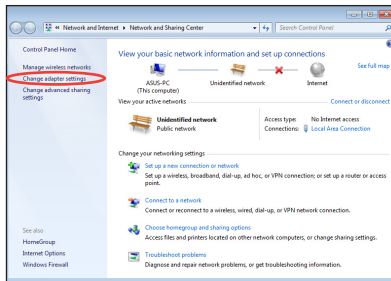 Network and Internet ▸ Network and Sharing Center
Search Control Panel
Control Panel Home
Manage wireless networks
Change adapter settings
Change advanced sharing
settings
View your basic network information and set up connections
See full map
ASUS-PC
(This computer)
Unidentified network
Internet
View your active networks
Connect or disconnect
Unidentified network
Public network
Access type: No Internet access
Connections: Local Area Connection
Change your networking settings
Set up a new connection or network
Set up a wireless, broadband, dial-up, ad hoc, or VPN connection; or set up a router or access
point.
Connect to a network
Connect or reconnect to a wireless, wired, dial-up, or VPN network connection.
Choose homegroup and sharing options
Access files and printers located on other network computers, or change sharing settings.
Troubleshoot problems
Diagnose and repair network problems, or get troubleshooting information.
See also
HomeGroup
Internet Options
Windows Firewall